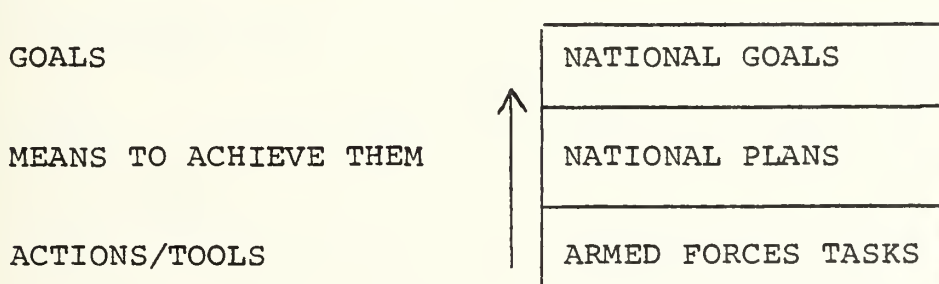 GOALS NATIONAL GOALS
MEANS TO ACHIEVE THEM NATIONAL PLANS
ACTIONS/TOOLS ARMED FORCES TASKS